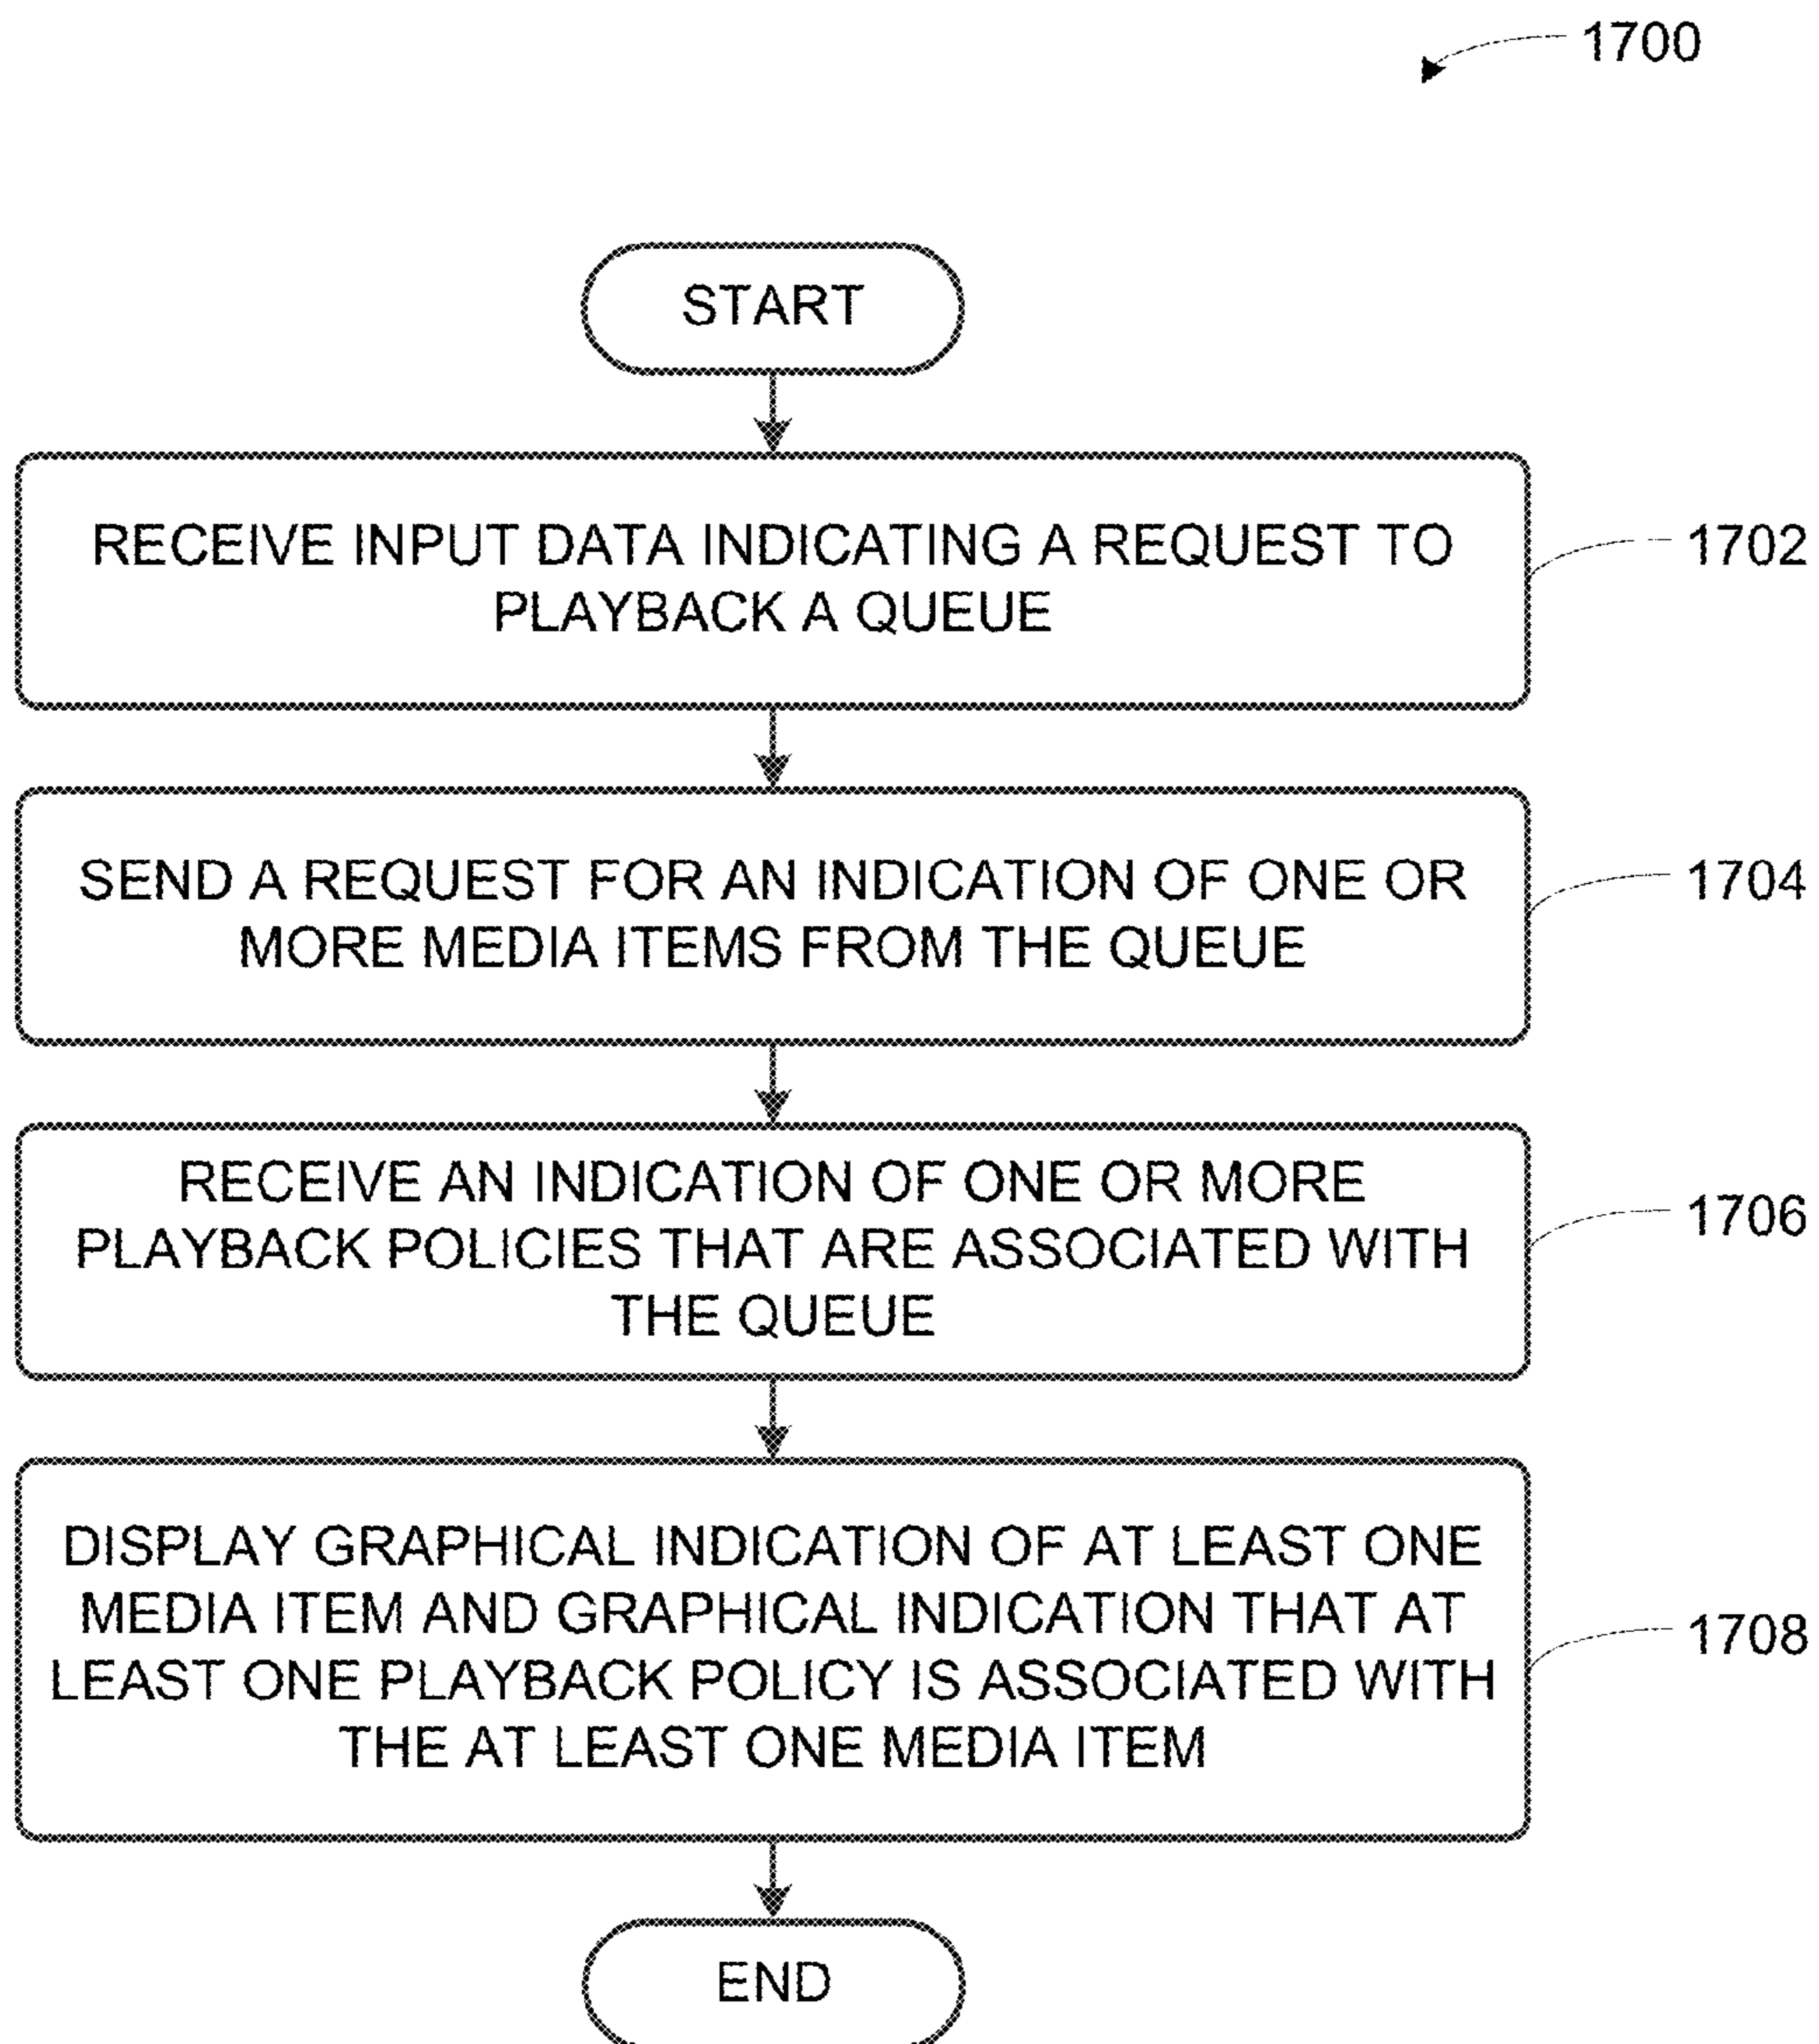 1700
START
RECEIVE INPUT DATA INDICATING A REQUEST TO
PLAYBACK A QUEUE
1702
SEND A REQUEST FOR AN INDICATION OF ONE OR
MORE MEDIA ITEMS FROM THE QUEUE
1704
RECEIVE AN INDICATION OF ONE OR MORE
PLAYBACK POLICIES THAT ARE ASSOCIATED WITH
THE QUEUE
1706
DISPLAY GRAPHICAL INDICATION OF AT LEAST ONE
MEDIA ITEM AND GRAPHICAL INDICATION THAT AT
LEAST ONE PLAYBACK POLICY IS ASSOCIATED WITH
THE AT LEAST ONE MEDIA ITEM
1708
END